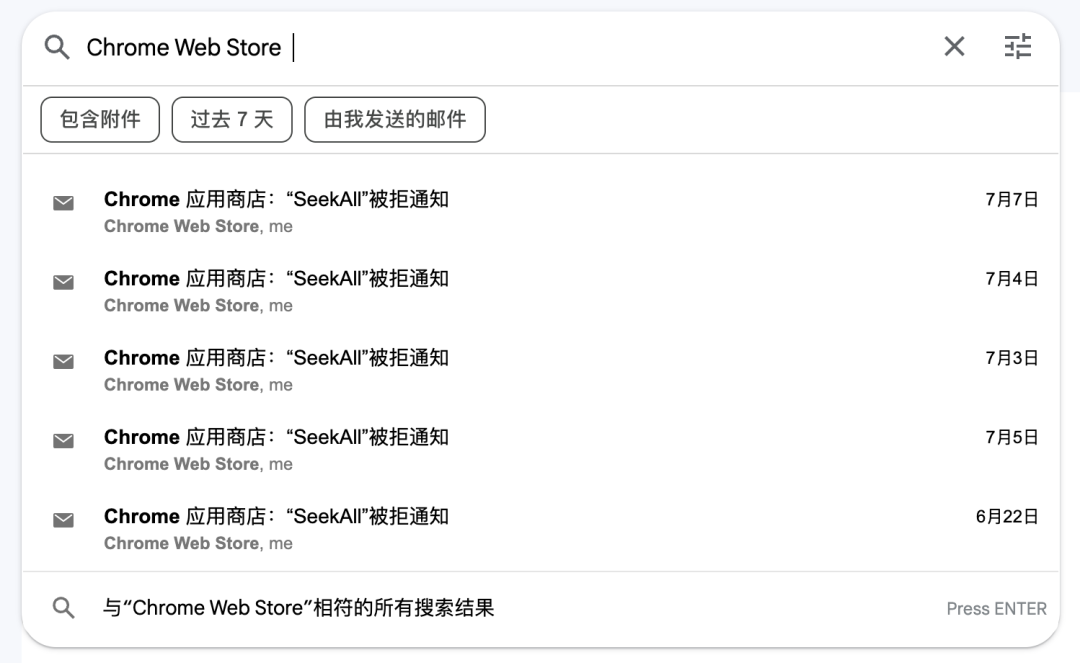 Chrome Web Store
包含附件 过去 7 天 由我发送的邮件
Chrome 应用商店：“SeekAll”被拒通知 7月7日
Chrome Web Store, me
Chrome 应用商店：“SeekAll”被拒通知 7月4日
Chrome Web Store, me
Chrome 应用商店：“SeekAll”被拒通知 7月3日
Chrome Web Store, me
Chrome 应用商店：“SeekAll”被拒通知 7月5日
Chrome Web Store, me
Chrome 应用商店：“SeekAll”被拒通知 6月22日
Chrome Web Store, me
与“Chrome Web Store”相符的所有搜索结果 Press ENTER